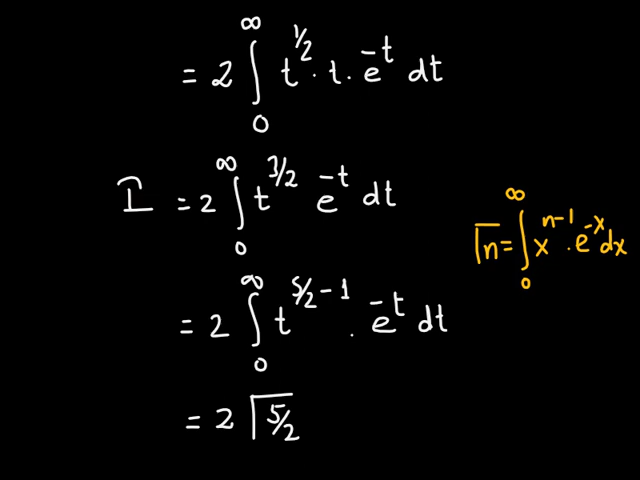 = 2 ∫₀^∞ t^{1/2} · t · e^{-t} dt
I = 2 ∫₀^∞ t^{3/2} e^{-t} dt
Γn = ∫₀^∞ x^{n-1} · e^{-x} dx
= 2 ∫₀^∞ t^{5/2 - 1} . e^{-t} dt
= 2 Γ5/2